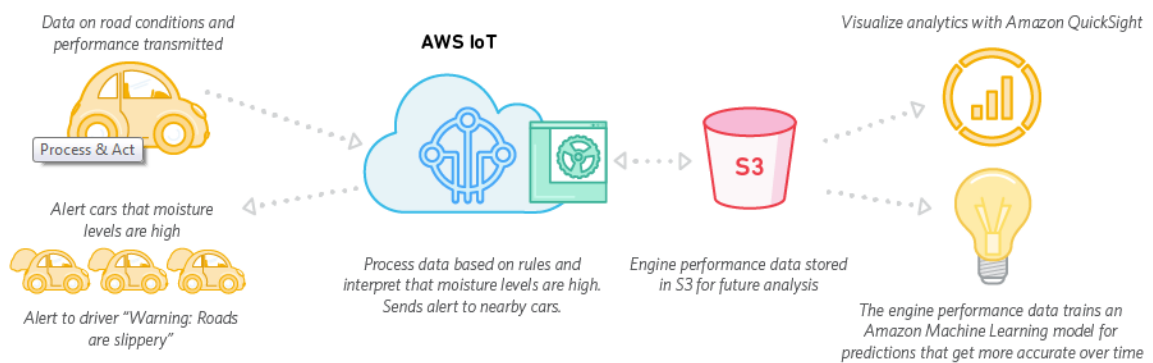 Data on road conditions and
performance transmitted
Process & Act
Alert cars that moisture
levels are high
Alert to driver “Warning: Roads
are slippery”
AWS IoT
Process data based on rules and
interpret that moisture levels are high.
Sends alert to nearby cars.
S3
Engine performance data stored
in S3 for future analysis
Visualize analytics with Amazon QuickSight
The engine performance data trains an
Amazon Machine Learning model for
predictions that get more accurate over time